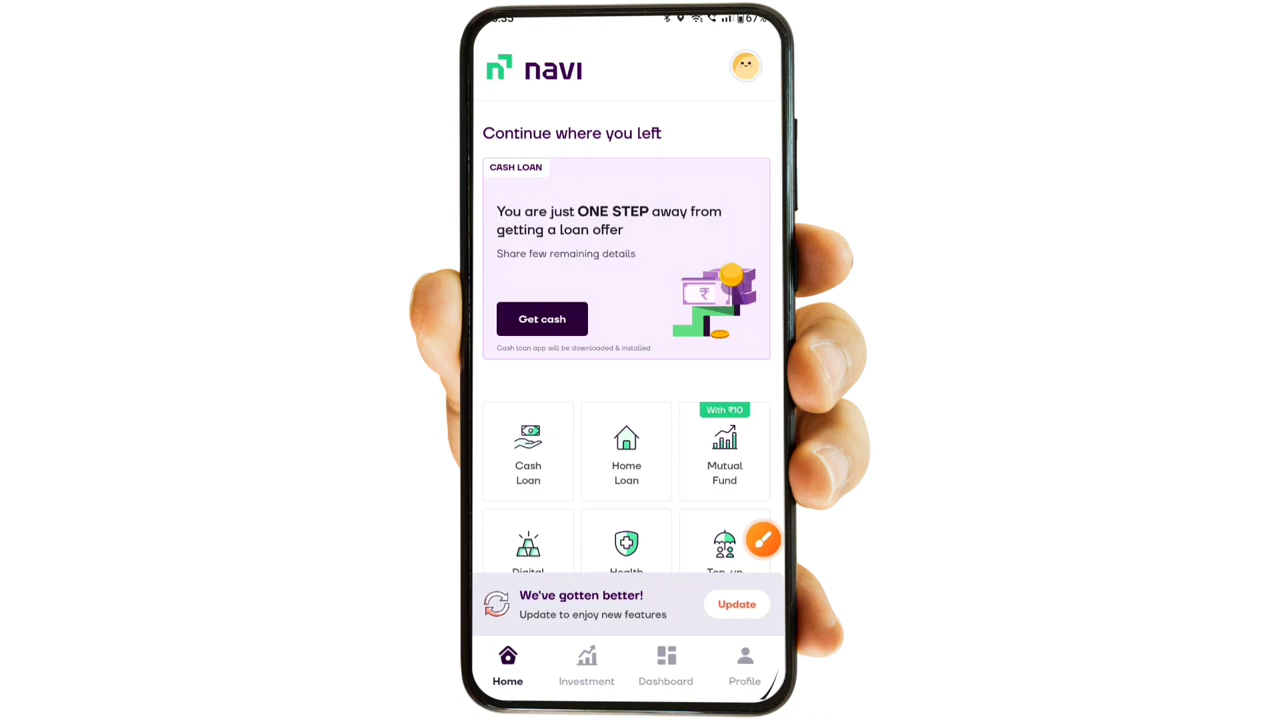 67%
navi
Continue where you left
CASH LOAN
You are just ONE STEP away from
getting a loan offer
Share few remaining details
₹
Get cash
Cash loan app will be downloaded & installed
With ₹10
Cash
Loan
Home
Loan
Mutual
Fund
Digital
Health
Top-up
We've gotten better!
Update to enjoy new features
Update
Home
Investment
Dashboard
Profile